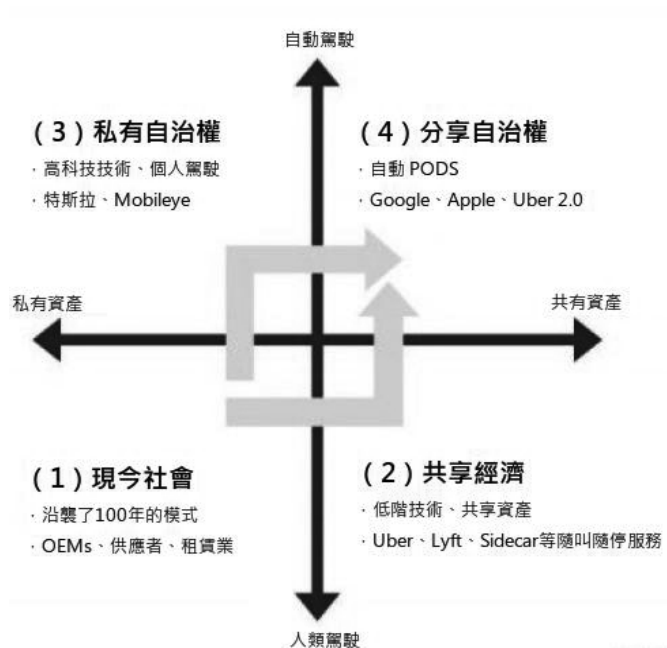 自動駕駛
（3）私有自治權
· 高科技技術、個人駕駛
· 特斯拉、Mobileye
（4）分享自治權
· 自動 PODS
· Google、Apple、Uber 2.0
私有資產
共有資產
（1）現今社會
· 沿襲了100年的模式
· OEMs、供應者、租賃業
（2）共享經濟
· 低階技術、共享資產
· Uber、Lyft、Sidecar等隨叫隨停服務
人類駕駛